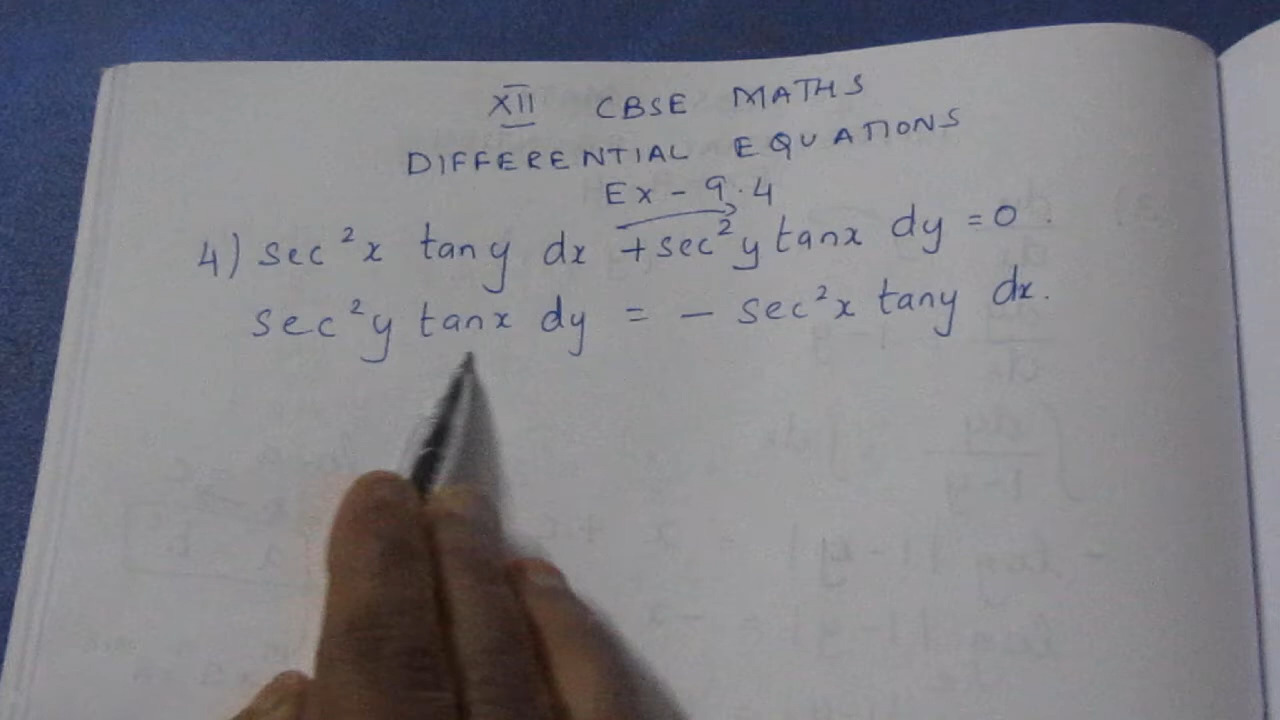 XII CBSE MATHS
DIFFERENTIAL EQUATIONS
Ex - 9.4
4) sec²x tany dx + sec²y tanx dy = 0.
sec²y tanx dy = - sec²x tany dx.